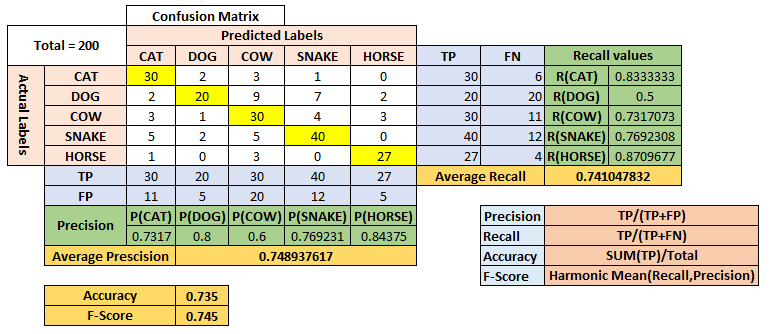 Confusion Matrix
Total = 200 Predicted Labels
CAT DOG COW SNAKE HORSE TP FN Recall values
Actual Labels
CAT 30 2 3 1 0 30 6 R(CAT) 0.8333333
DOG 2 20 9 7 2 20 20 R(DOG) 0.5
COW 3 1 30 4 3 30 11 R(COW) 0.7317073
SNAKE 5 2 5 40 0 40 12 R(SNAKE) 0.7692308
HORSE 1 0 3 0 27 27 4 R(HORSE) 0.8709677
TP 30 20 30 40 27 Average Recall 0.741047832
FP 11 5 20 12 5
Precision P(CAT) P(DOG) P(COW) P(SNAKE) P(HORSE)
0.7317 0.8 0.6 0.769231 0.84375
Average Prescision 0.748937617
Precision TP/(TP+FP)
Recall TP/(TP+FN)
Accuracy SUM(TP)/Total
F-Score Harmonic Mean(Recall,Precision)
Accuracy 0.735
F-Score 0.745